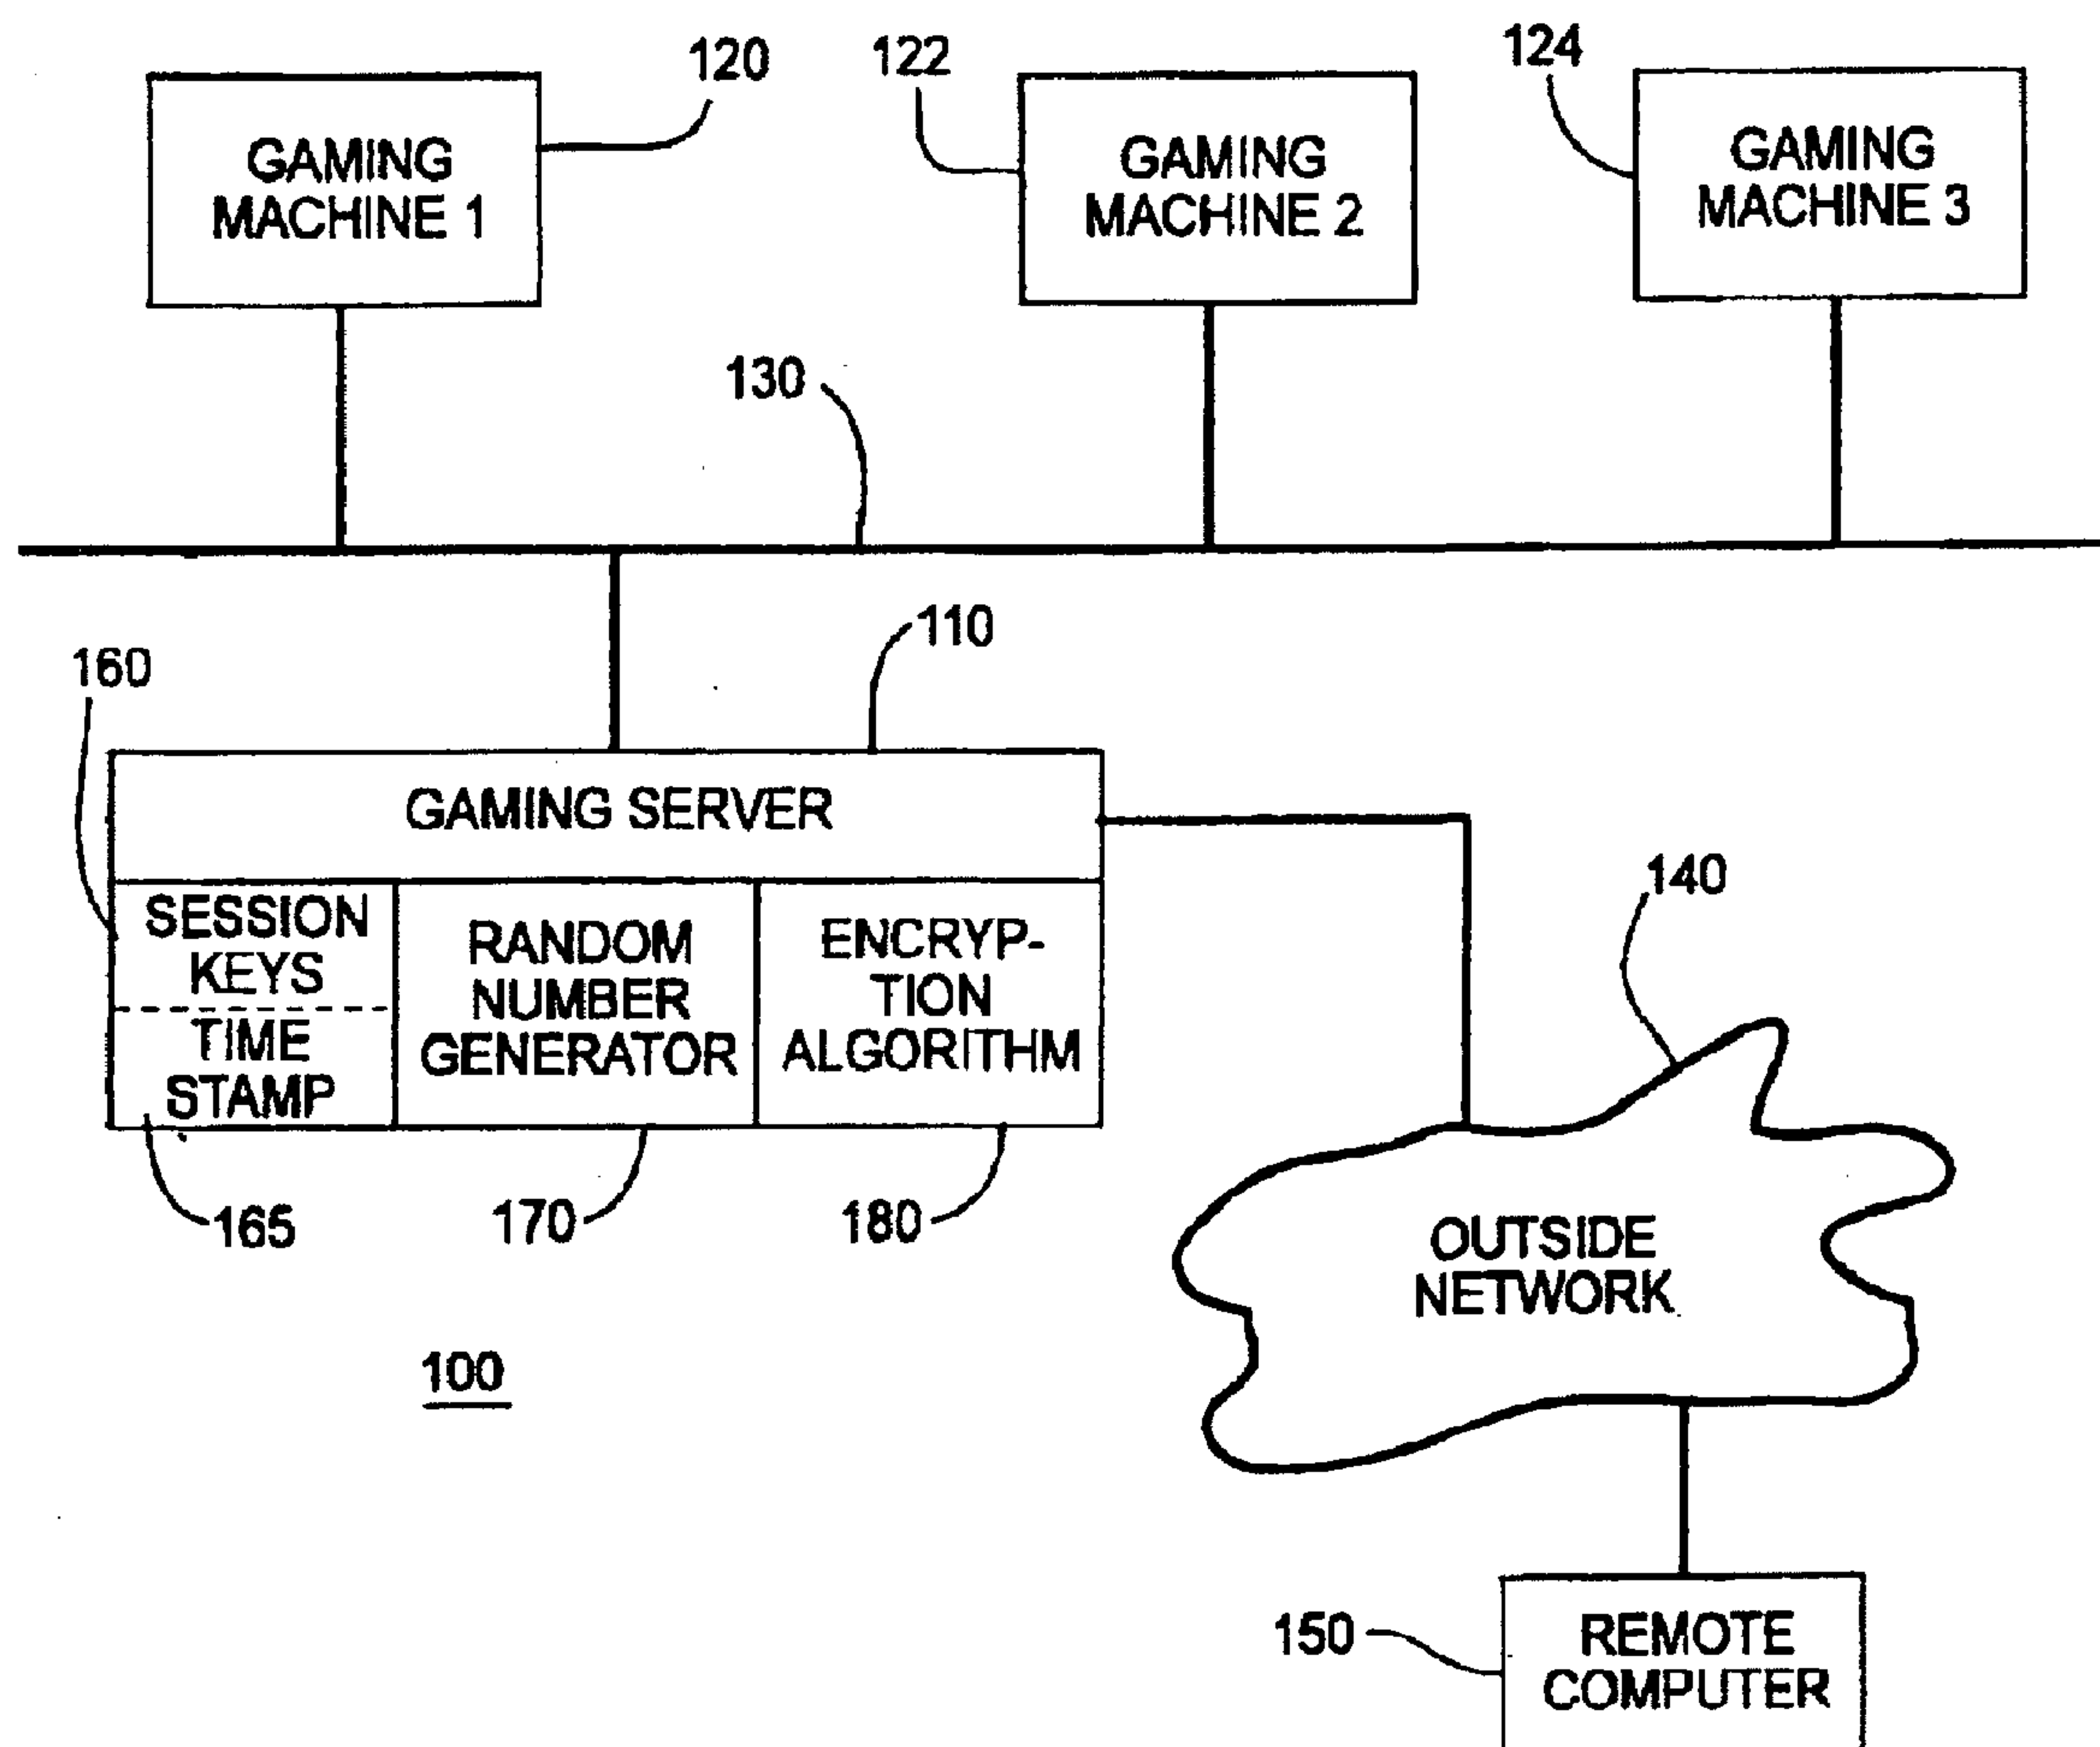 120
122
124
GAMING
MACHINE 1
GAMING
MACHINE 2
GAMING
MACHINE 3
130
110
160
GAMING SERVER
SESSION
KEYS
TIME
STAMP
RANDOM
NUMBER
GENERATOR
ENCRYP-
TION
ALGORITHM
140
165
170
180
OUTSIDE
NETWORK
100
150
REMOTE
COMPUTER